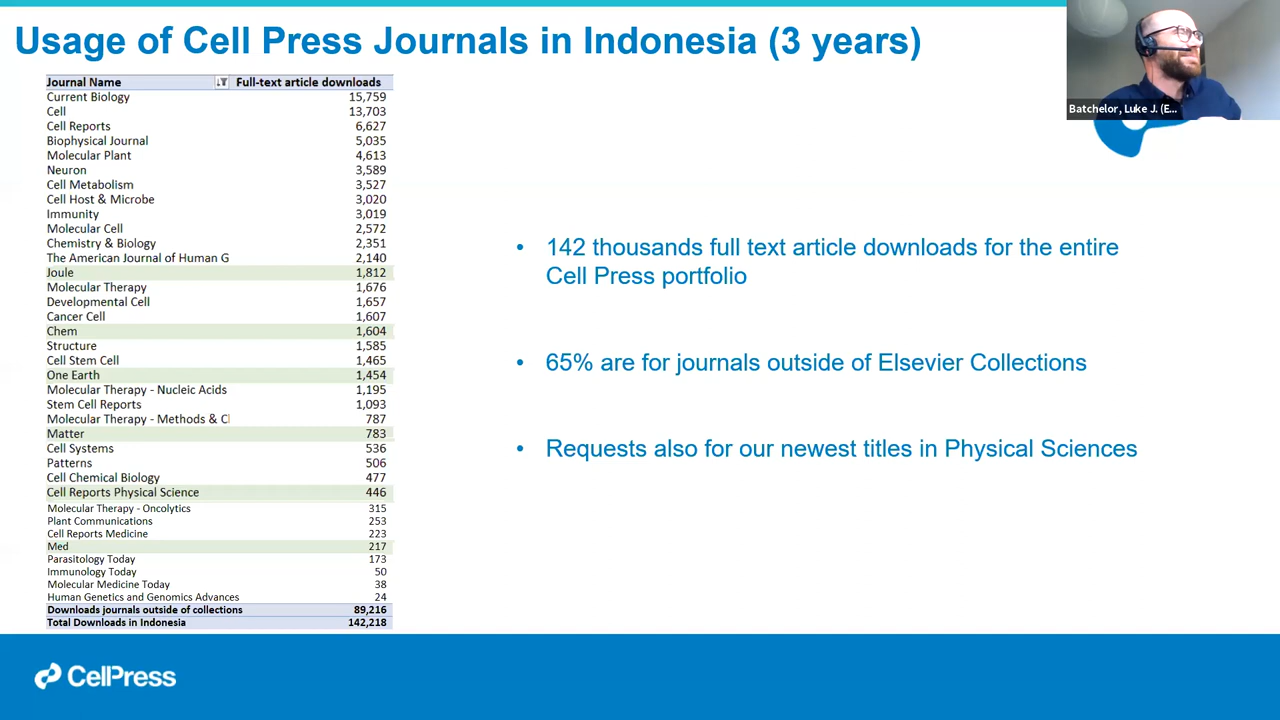 Usage of Cell Press Journals in Indonesia (3 years)
Batchelor, Luke J. (E...
Journal Name Full-text article downloads
Current Biology 15,759
Cell 13,703
Cell Reports 6,627
Biophysical Journal 5,035
Molecular Plant 4,613
Neuron 3,589
Cell Metabolism 3,527
Cell Host & Microbe 3,020
Immunity 3,019
Molecular Cell 2,572
Chemistry & Biology 2,351
The American Journal of Human G 2,140
Joule 1,812
Molecular Therapy 1,676
Developmental Cell 1,657
Cancer Cell 1,607
Chem 1,604
Structure 1,585
Cell Stem Cell 1,465
One Earth 1,454
Molecular Therapy - Nucleic Acids 1,195
Stem Cell Reports 1,093
Molecular Therapy - Methods & Cl 787
Matter 783
Cell Systems 536
Patterns 506
Cell Chemical Biology 477
Cell Reports Physical Science 446
Molecular Therapy - Oncolytics 315
Plant Communications 253
Cell Reports Medicine 223
Med 217
Parasitology Today 173
Immunology Today 50
Molecular Medicine Today 38
Human Genetics and Genomics Advances 24
Downloads journals outside of collections 89,216
Total Downloads in Indonesia 142,218
• 142 thousands full text article downloads for the entire
Cell Press portfolio
• 65% are for journals outside of Elsevier Collections
• Requests also for our newest titles in Physical Sciences
CellPress